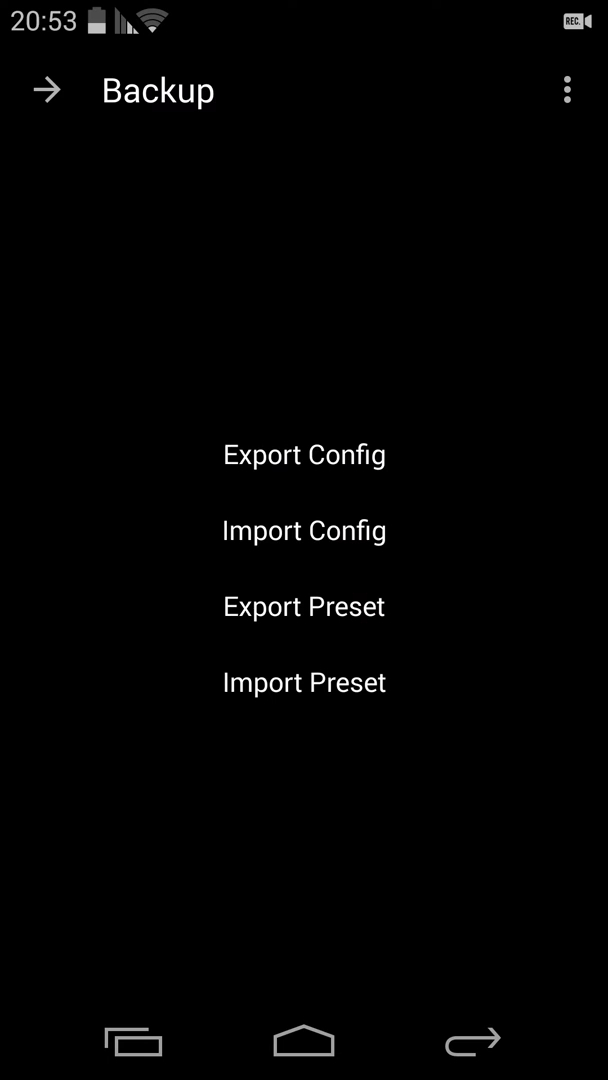 20:53
REC.
Backup
Export Config
Import Config
Export Preset
Import Preset